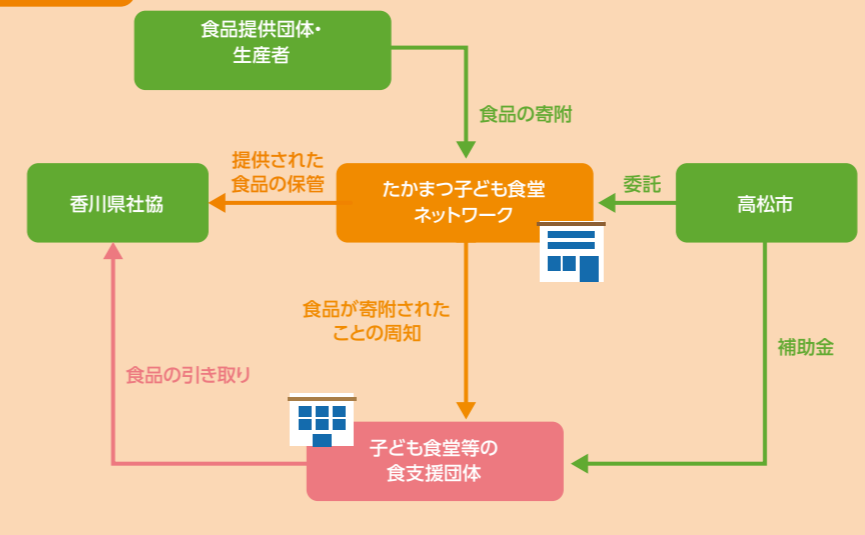 食品提供団体・
生産者
食品の寄附
提供された
食品の保管
香川県社協
たかまつ子ども食堂
ネットワーク
委託
高松市
食品が寄附された
ことの周知
補助金
食品の引き取り
子ども食堂等の
食支援団体